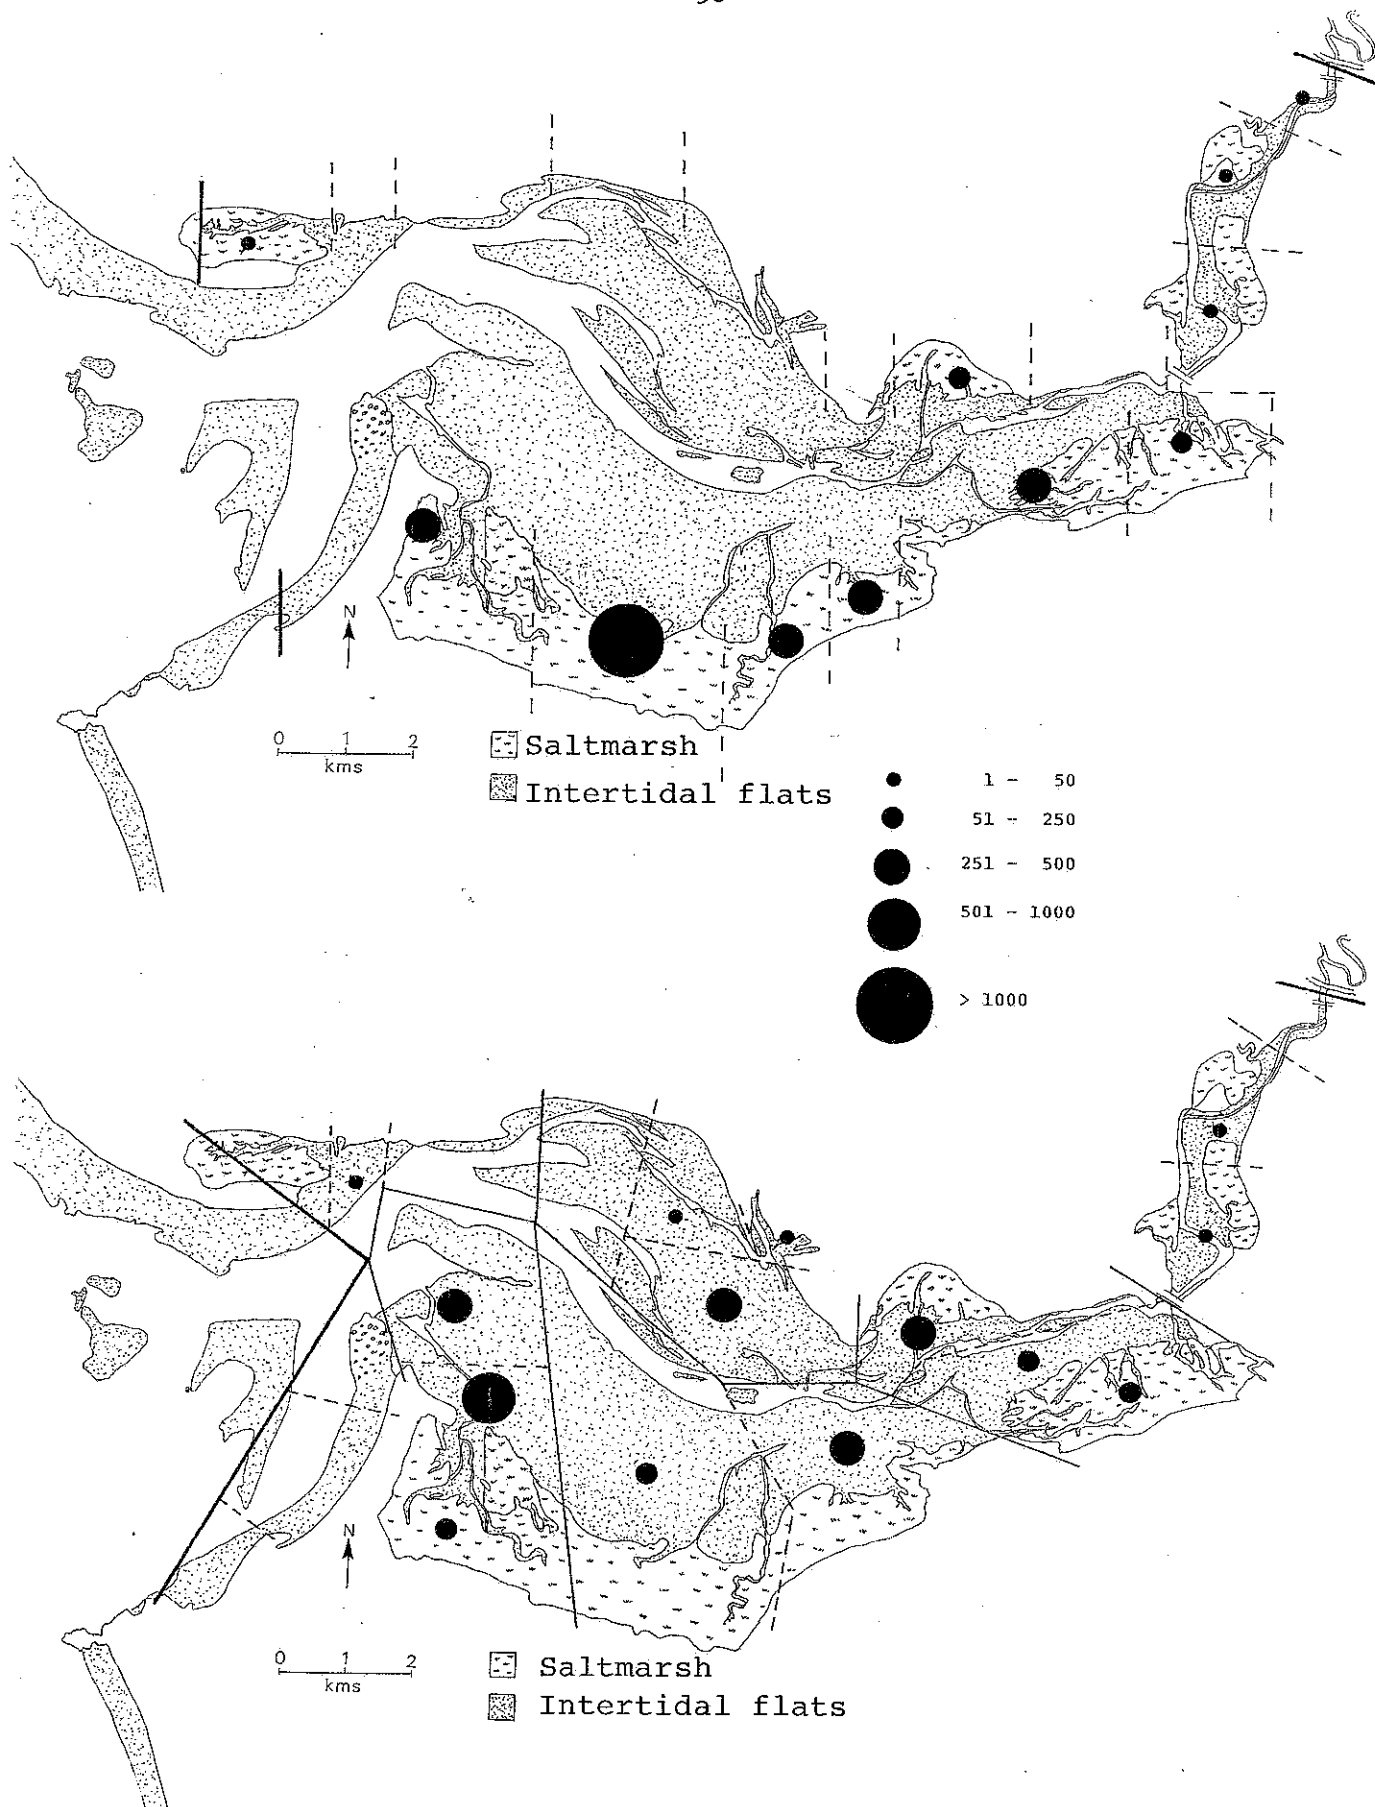 N
0 1 2
kms
Saltmarsh
Intertidal flats
1 - 50
51 - 250
251 - 500
501 - 1000
> 1000
N
0 1 2
kms
Saltmarsh
Intertidal flats